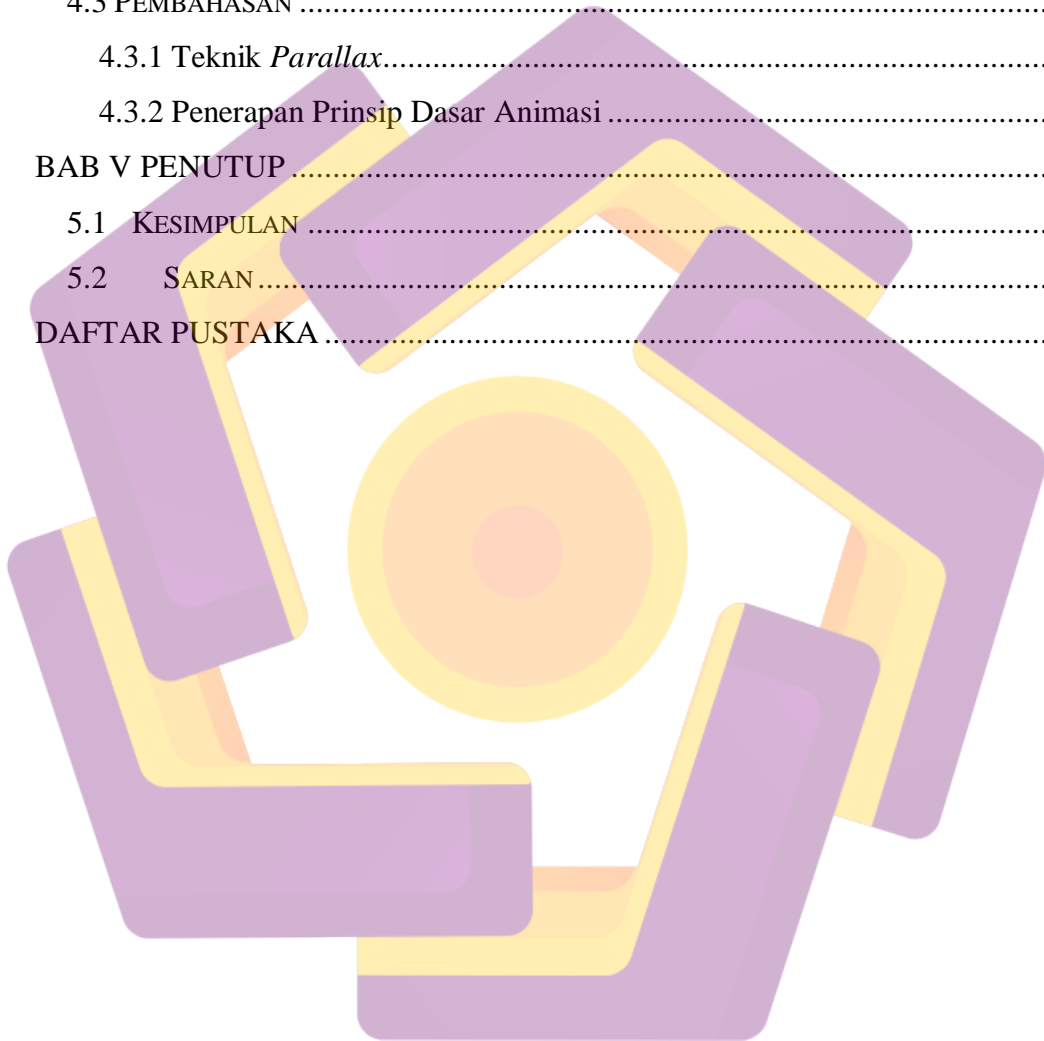 4.3 PEMBAHASAN ........................................................................................
4.3.1 Teknik Parallax........................................................................................
4.3.2 Penerapan Prinsip Dasar Animasi ........................................................
BAB V PENUTUP ........................................................................................
5.1 KESIMPULAN ........................................................................................
5.2 SARAN ........................................................................................
DAFTAR PUSTAKA ........................................................................................